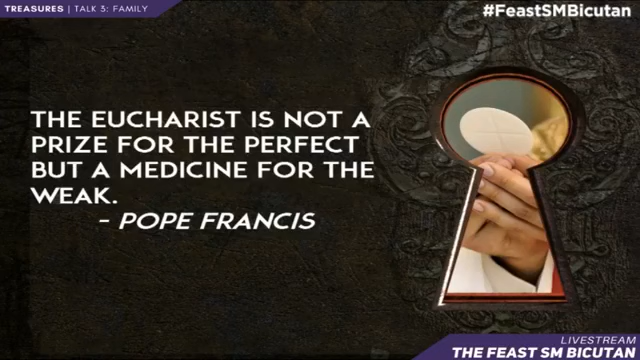 TREASURES | TALK 3: FAMILY
#FeastSMBicutan
THE EUCHARIST IS NOT A
PRIZE FOR THE PERFECT
BUT A MEDICINE FOR THE
WEAK.
- POPE FRANCIS
LIVESTREAM
THE FEAST SM BICUTAN